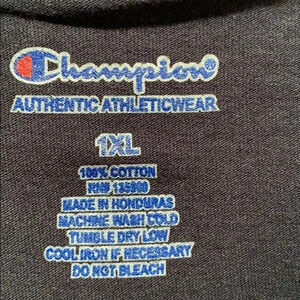 Champion®
AUTHENTIC ATHLETICWEAR
1XL
100% COTTON
RN# 135900
MADE IN HONDURAS
MACHINE WASH COLD
TUMBLE DRY LOW
COOL IRON IF NECESSARY
DO NOT BLEACH